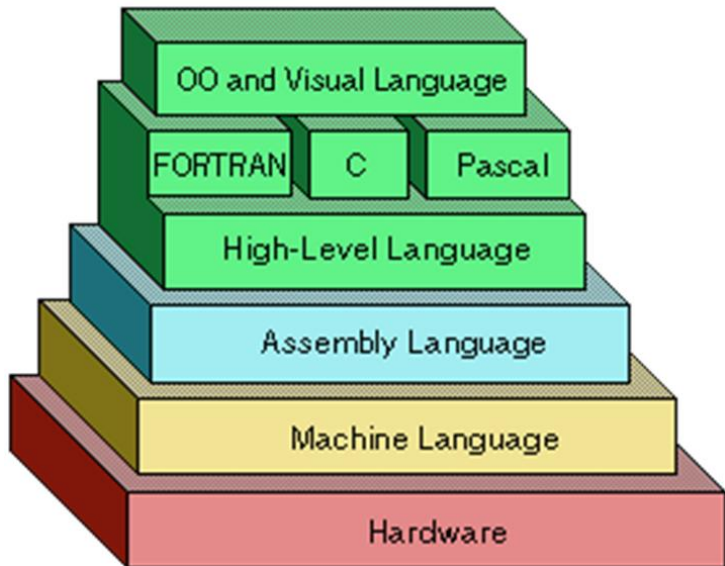 OO and Visual Language
FORTRAN
C
Pascal
High-Level Language
Assembly Language
Machine Language
Hardware